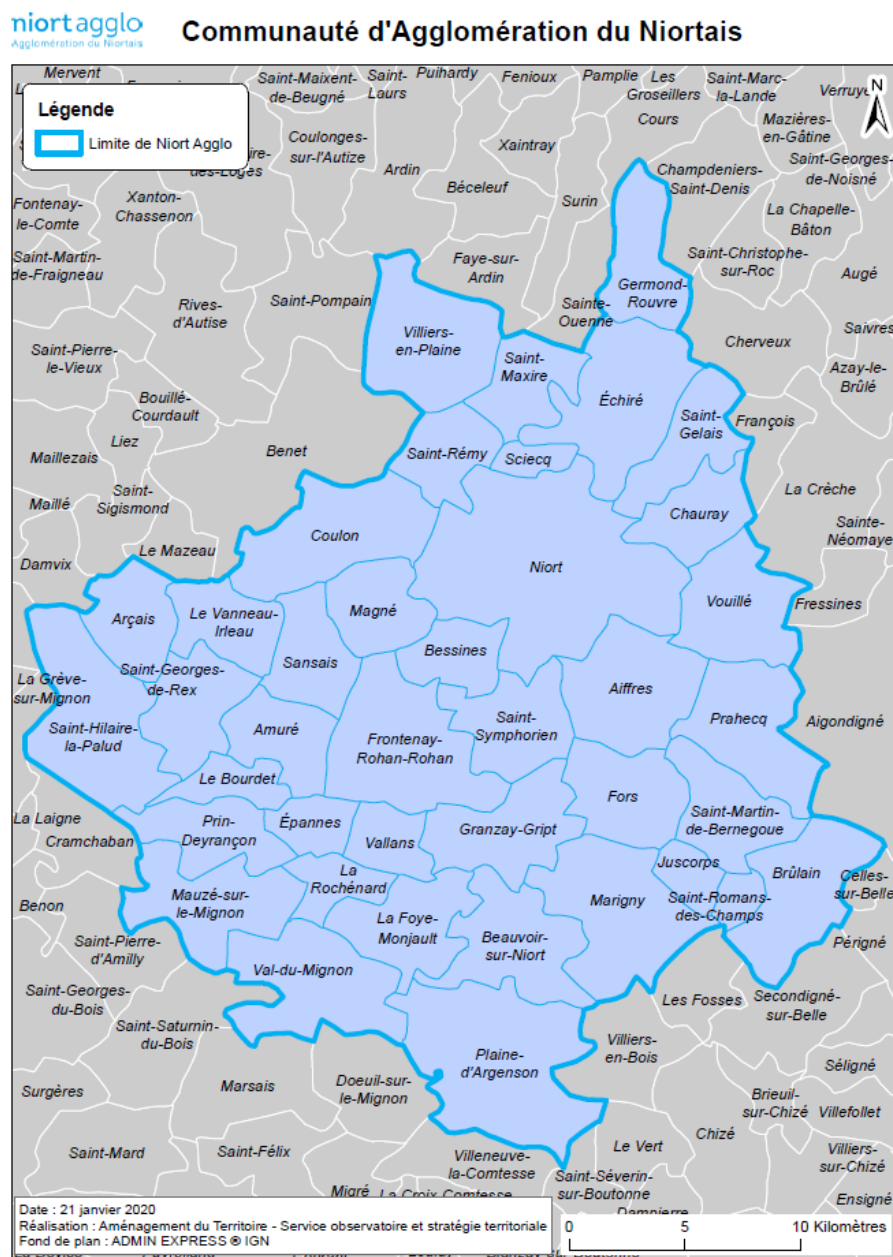 niortagglo
Agglomération du Niortais
Communauté d'Agglomération du Niortais
Mervent
Saint-Maixent-
de-Beugné
Saint-
Laurs
Puihardy
Fenioux
Pamplie
Les
Groseillers
Saint-Marc-
la-Lande
Verruye
N
Légende
Limite de Niort Agglo
Cours
Mazières-
en-Gâtine
Coulonges-
sur-l'Autize
Xaintray
Ardin
des-Loges
Béceleuf
Champdeniers-
Saint-Denis
Saint-Georges-
de-Noisné
Fontenay-
le-Comte
Xanton-
Chassenon
Surin
La Chapelle-
Bâton
Saint-Martin-
de-Fraigneau
Faye-sur-
Ardin
Saint-Christophe-
sur-Roc
Augé
Rives-
d'Autise
Saint-Pompain
Germond-
Rouvre
Sainte-
Ouenne
Villiers-
en-Plaine
Cherveux
Saivres
Saint-Pierre-
le-Vieux
Saint-
Maxire
Azay-le-
Brûlé
Bouillé-
Courdault
Échiré
Saint-
Gelais
François
Liez
Maillezais
Benet
Saint-Rémy
Sciecq
La Crèche
Maillé
Saint-
Sigismond
Chauray
Sainte-
Néomaye
Coulon
Le Mazeau
Damvix
Niort
Vouillé
Fressines
Arçais
Le Vanneau-
Irleau
Magné
Bessines
Sansais
La Grève-
sur-Mignon
Saint-Georges-
de-Rex
Aiffres
Saint-Hilaire-
la-Palud
Amuré
Frontenay-
Rohan-Rohan
Saint-
Symphorien
Prahecq
Aigondigné
Le Bourdet
Fors
La Laigne
Cramchaban
Prin-
Deyrançon
Épannes
Vallans
Granzay-Gript
Saint-Martin-
de-Bernegoue
Juscorps
Brûlain
Celles-
sur-Belle
La
Rochénard
Mauzé-sur-
le-Mignon
Benon
Marigny
Saint-Romans-
des-Champs
La Foye-
Monjault
Beauvoir-
sur-Niort
Périgné
Saint-Pierre-
d'Amilly
Val-du-Mignon
Saint-Georges-
du-Bois
Les Fosses
Secondigné-
sur-Belle
Saint-Saturnin-
du-Bois
Villiers-
en-Bois
Plaine-
d'Argenson
Séligné
Surgères
Marsais
Doeuil-sur-
le-Mignon
Brieuil-
sur-Chizé
Villefollet
Chizé
Saint-Mard
Saint-Félix
Villeneuve-
la-Comtesse
Le Vert
Villiers-
sur-Chizé
Saint-Séverin-
sur-Boutonne
Migré
La Croix-Comtesse
Dampierre
Ensigné
Date : 21 janvier 2020
Réalisation : Aménagement du Territoire - Service observatoire et stratégie territoriale
Fond de plan : ADMIN EXPRESS ® IGN
0 5 10 Kilomètres